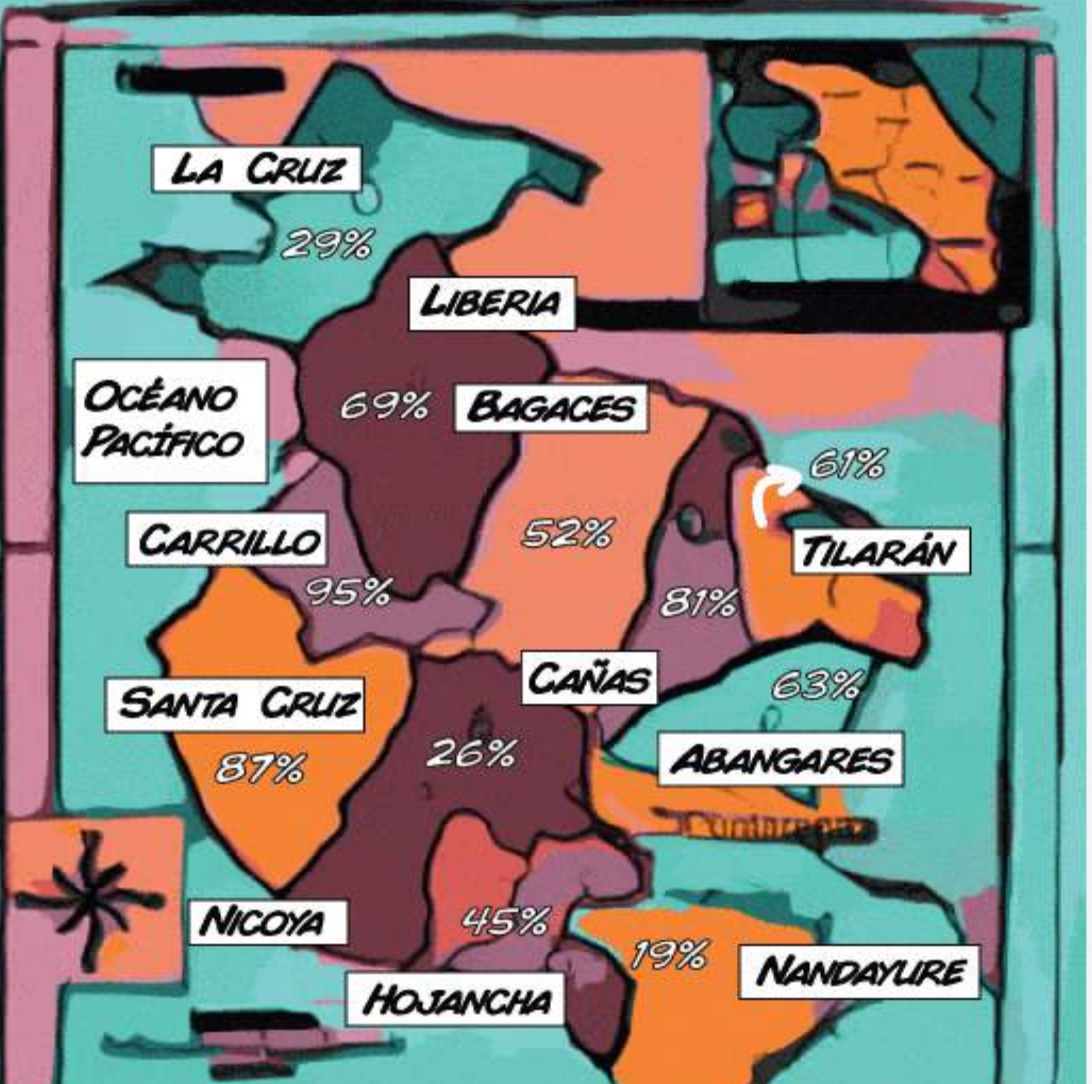 LA CRUZ
29%
LIBERIA
OCÉANO
PACÍFICO
69%
BAGACES
61%
CARRILLO
52%
TILARÁN
95%
81%
CAÑAS
63%
SANTA CRUZ
87%
26%
ABANGARES
NICOYA
45%
19%
NANDAYURE
HOJANCHA